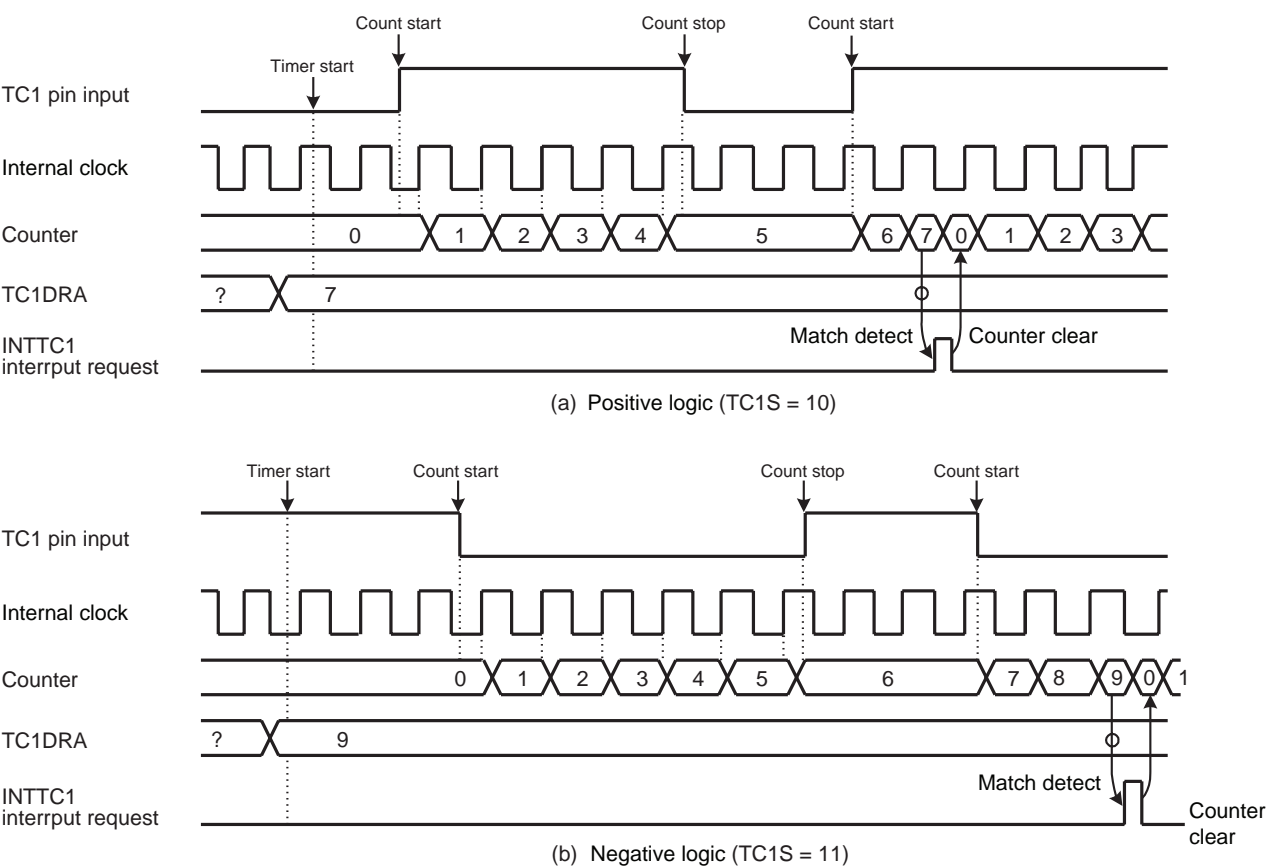 Count start Count stop Count start
Timer start
TC1 pin input
Internal clock
Counter 0 1 2 3 4 5 6 7 0 1 2 3
TC1DRA ? 7
Match detect Counter clear
INTTC1
interrput request
(a) Positive logic (TC1S = 10)
Timer start Count start Count stop Count start
TC1 pin input
Internal clock
Counter 0 1 2 3 4 5 6 7 8 9 0 1
TC1DRA ? 9
Match detect
INTTC1
interrput request
Counter
clear
(b) Negative logic (TC1S = 11)